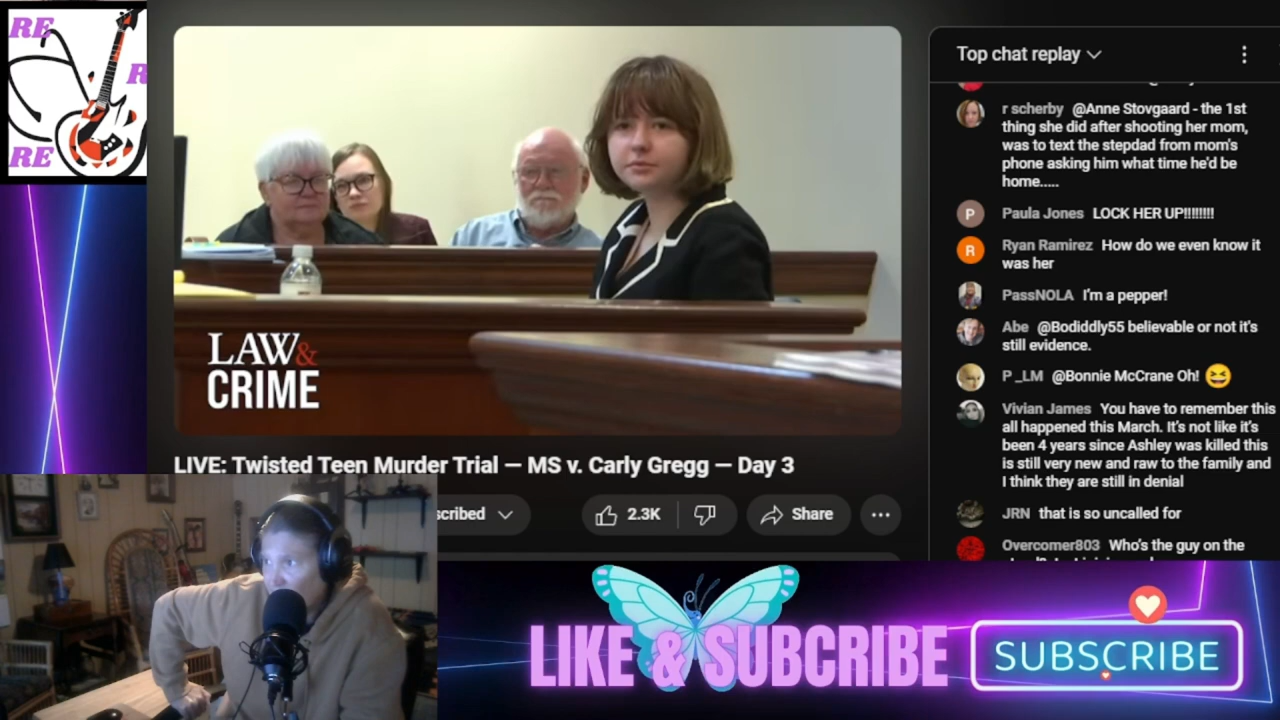 RE
R
RE
LAW&
CRIME
LIVE: Twisted Teen Murder Trial — MS v. Carly Gregg — Day 3
scribed
2.3K
Share
Top chat replay
r scherby @Anne Stovgaard - the 1st
thing she did after shooting her mom,
was to text the stepdad from mom's
phone asking him what time he'd be
home.....
P
Paula Jones LOCK HER UP!!!!!!!!
R
Ryan Ramirez How do we even know it
was her
PassNOLA I'm a pepper!
Abe @Bodiddly55 believable or not it's
still evidence.
P _LM @Bonnie McCrane Oh! 😆
Vivian James You have to remember this
all happened this March. It's not like it's
been 4 years since Ashley was killed this
is still very new and raw to the family and
I think they are still in denial
JRN that is so uncalled for
Overcomer803 Who's the guy on the
LIKE & SUBCRIBE
SUBSCRIBE